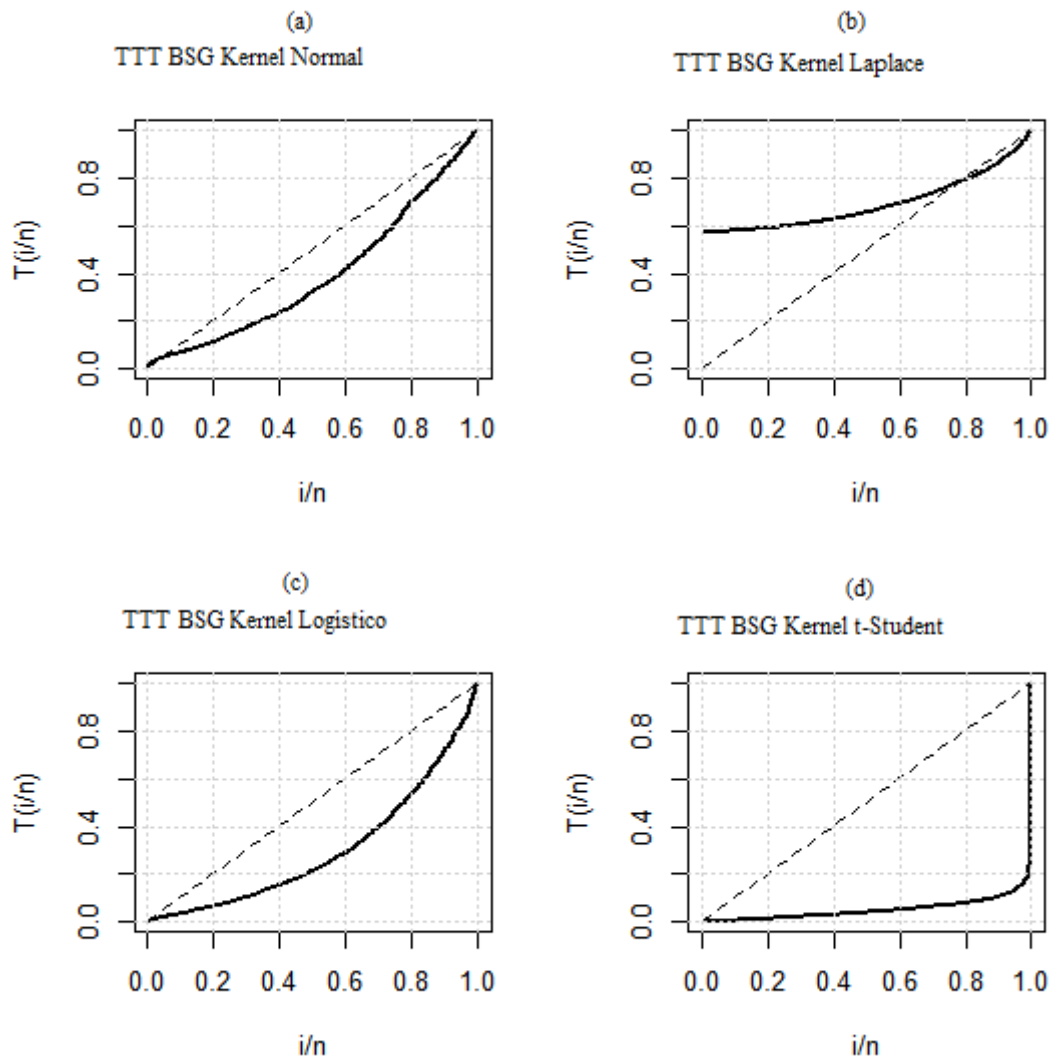 (a)
TTT BSG Kernel Normal
T(i/n)
0.8
0.4
0.0
0.0 0.2 0.4 0.6 0.8 1.0
i/n
(b)
TTT BSG Kernel Laplace
T(i/n)
0.8
0.4
0.0
0.0 0.2 0.4 0.6 0.8 1.0
i/n
(c)
TTT BSG Kernel Logístico
T(i/n)
0.8
0.4
0.0
0.0 0.2 0.4 0.6 0.8 1.0
i/n
(d)
TTT BSG Kernel t-Student
T(i/n)
0.8
0.4
0.0
0.0 0.2 0.4 0.6 0.8 1.0
i/n